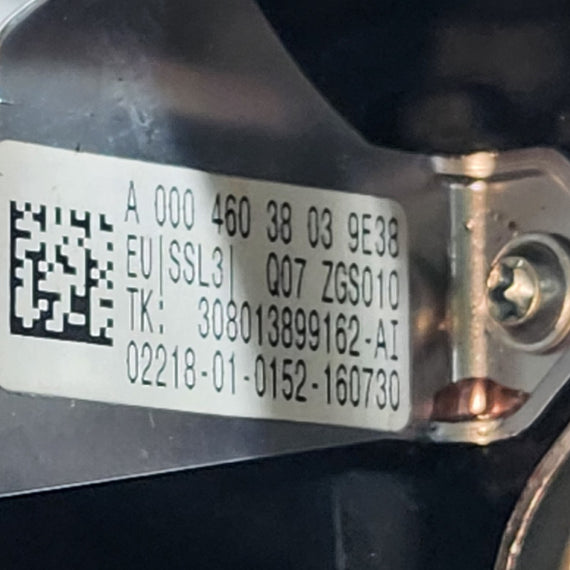 A 000 460 38 03 9E38
EU|SSL3| Q07 ZGS010
TK: 308013899162-AI
02218-01-0152-160730